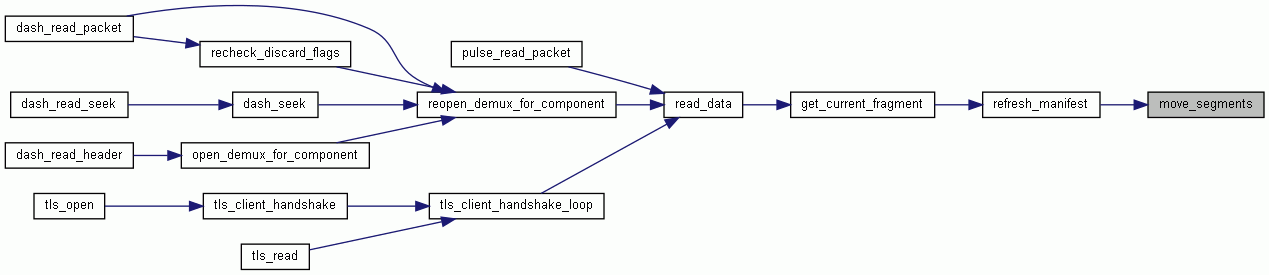 dash_read_packet
recheck_discard_flags
pulse_read_packet
dash_read_seek
dash_seek
reopen_demux_for_component
read_data
get_current_fragment
refresh_manifest
move_segments
dash_read_header
open_demux_for_component
tls_open
tls_client_handshake
tls_client_handshake_loop
tls_read